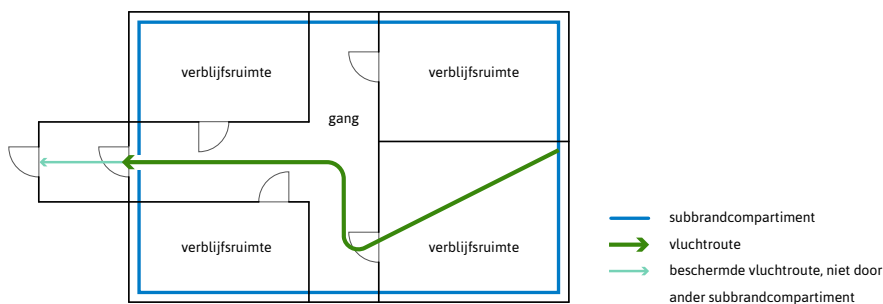 verblijfsruimte
verblijfsruimte
gang
verblijfsruimte
verblijfsruimte
subbrandcompartiment
vluchtroute
beschermde vluchtroute, niet door
ander subbrandcompartiment